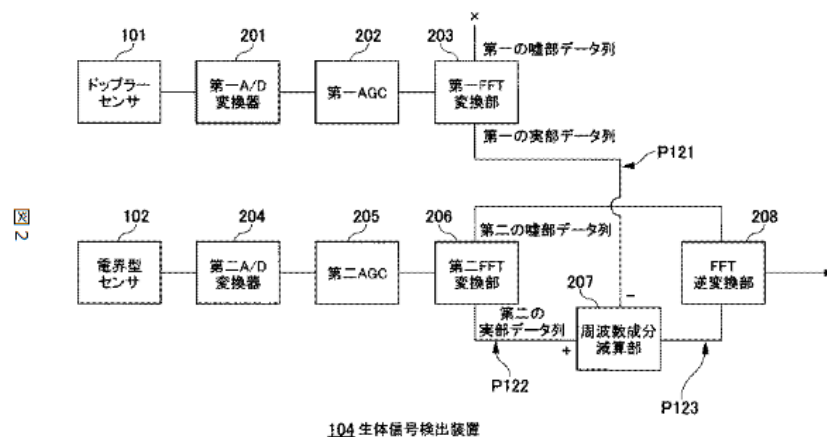 101
ドップラー
センサ
201
第一A/D
変換器
202
第一AGC
203
第一FFT
変換部
×
第一の嘘部データ列
第一の実部データ列
P121
図2
102
電界型
センサ
204
第二A/D
変換器
205
第二AGC
206
第二FFT
変換部
第二の嘘部データ列
第二の
実部データ列
+
P122
207
−
周波数成分
減算部
208
FFT
逆変換部
P123
104 生体信号検出装置